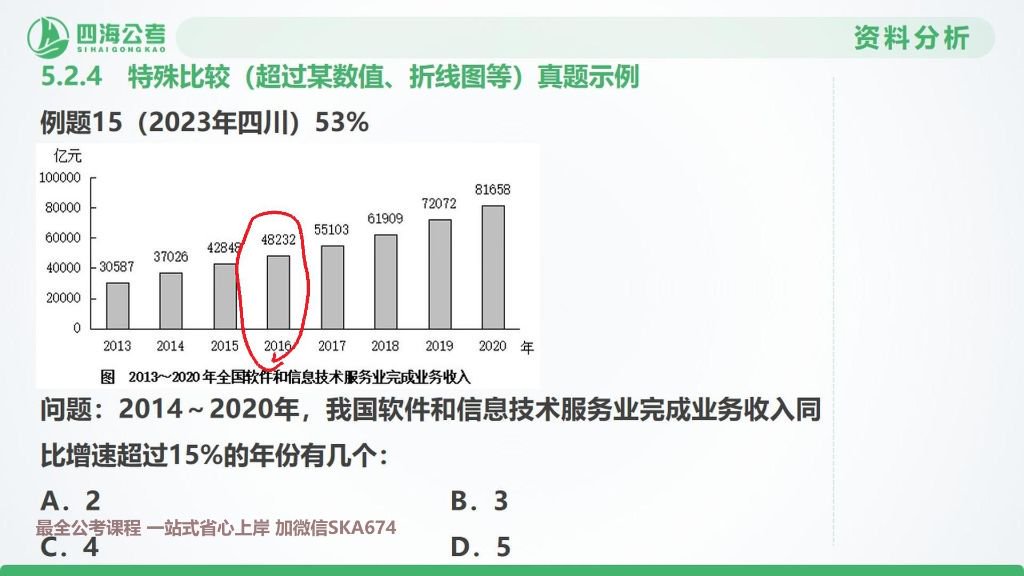 四海公考
SIHAIGONGKAO
资料分析
5.2.4 特殊比较（超过某数值、折线图等）真题示例
例题15（2023年四川）53%
亿元
100000
80000
60000
40000
20000
0
30587
37026
42848
48232
55103
61909
72072
81658
2013 2014 2015 2016 2017 2018 2019 2020 年
图 2013～2020年全国软件和信息技术服务业完成业务收入
问题：2014～2020年，我国软件和信息技术服务业完成业务收入同
比增速超过15%的年份有几个：
A．2 B．3
最全公考课程 一站式省心上岸 加微信SKA674
C．4 D．5